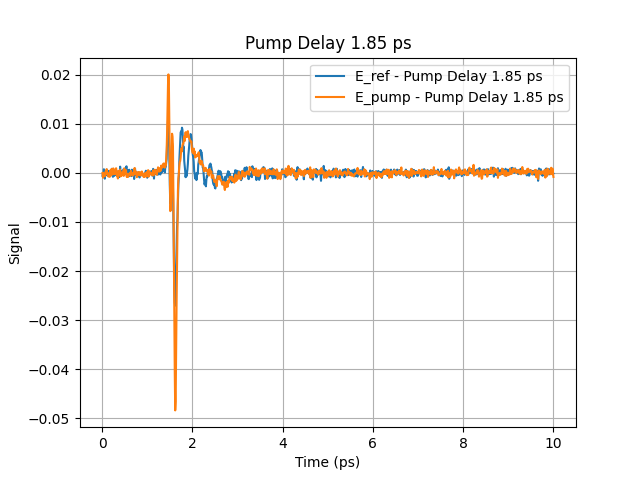 Pump Delay 1.85 ps
E_ref - Pump Delay 1.85 ps
E_pump - Pump Delay 1.85 ps
0.02
0.01
0.00
−0.01
−0.02
−0.03
−0.04
−0.05
Signal
0 2 4 6 8 10
Time (ps)